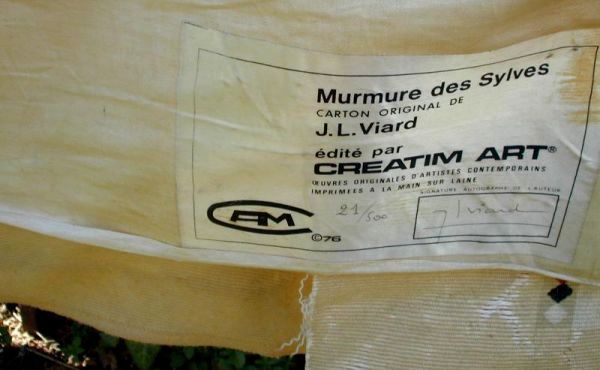 Murmure des Sylves
CARTON ORIGINAL DE
J.L.Viard
édité par
CREATIM ART®
ŒUVRES ORIGINALES D'ARTISTES CONTEMPORAINS
IMPRIMEES A LA MAIN SUR LAINE
SIGNATURE AUTOGRAPHE DE L'AUTEUR
21/500
J Viard
CAM
©76